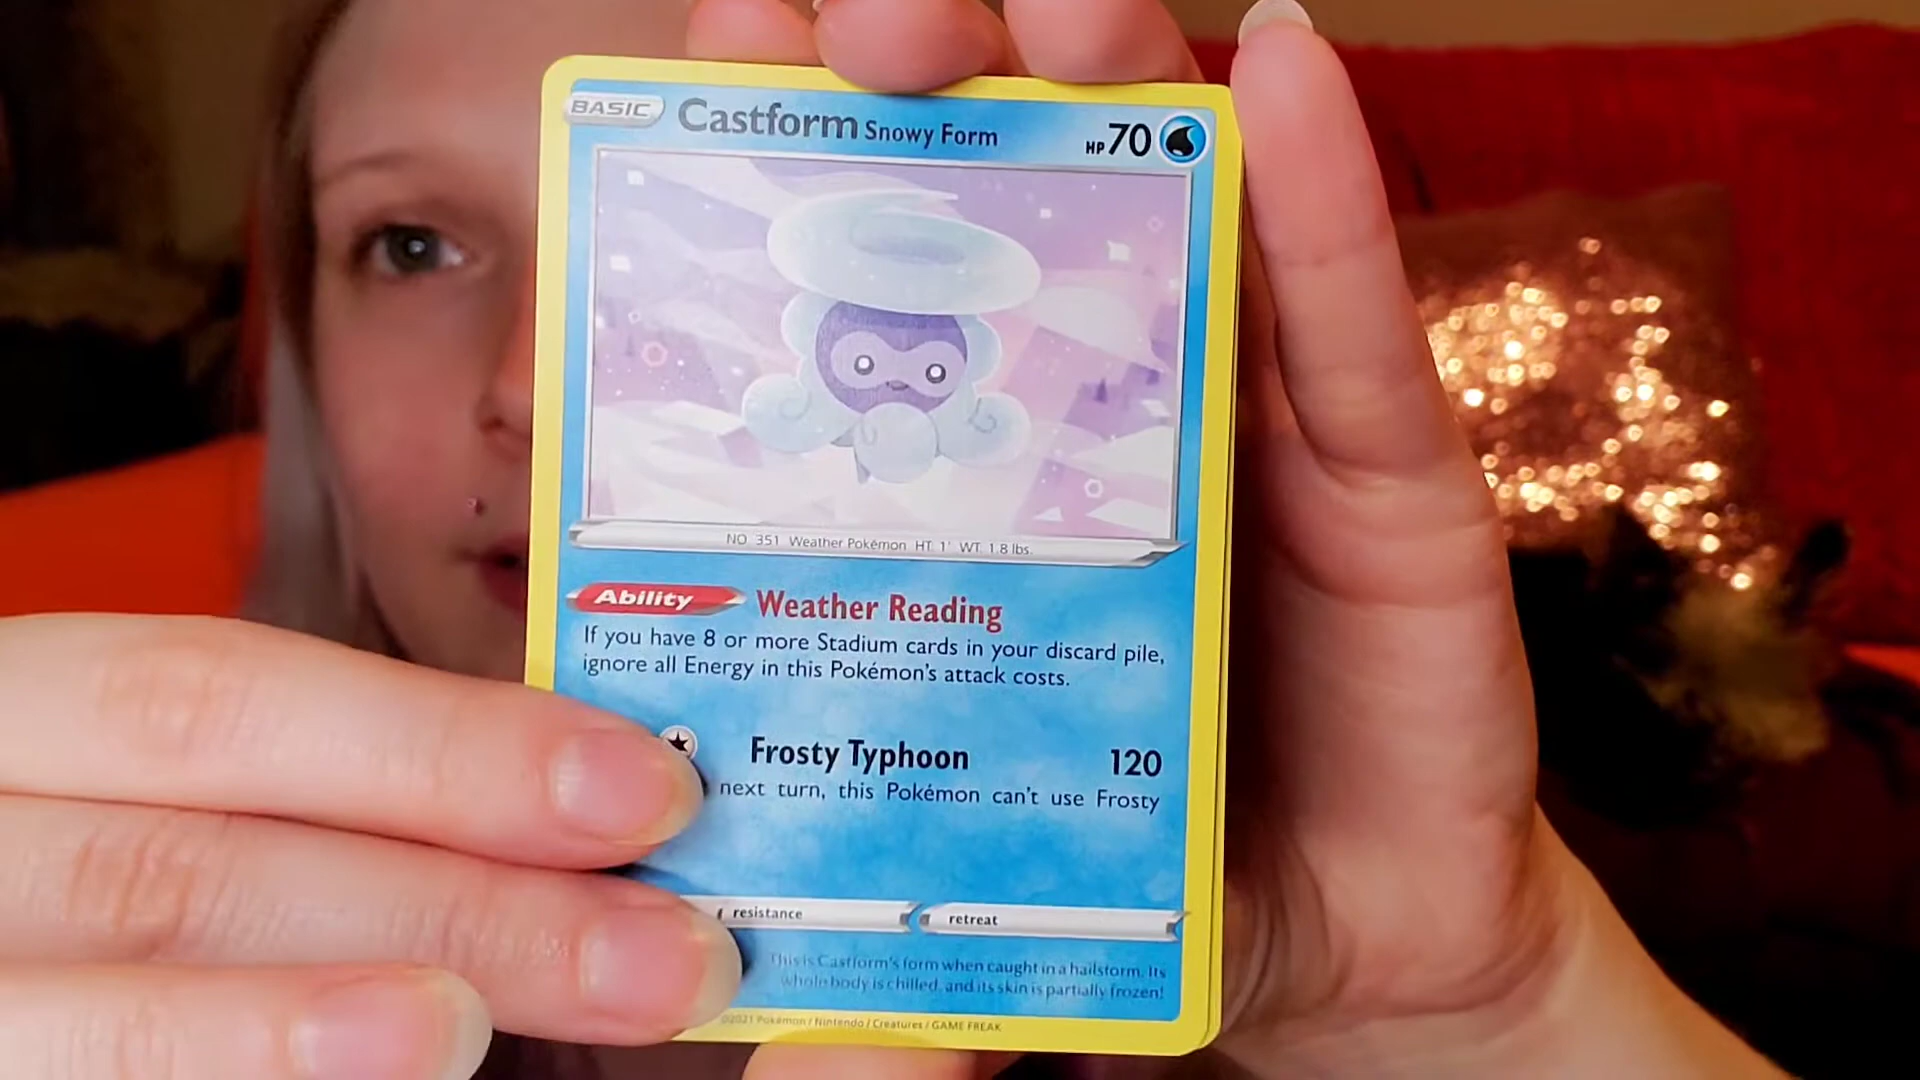 BASIC Castform Snowy Form HP 70
NO. 351 Weather Pokémon HT. 1' WT. 1.8 lbs.
Ability Weather Reading
If you have 8 or more Stadium cards in your discard pile,
ignore all Energy in this Pokémon's attack costs.
Frosty Typhoon 120
next turn, this Pokémon can't use Frosty
resistance retreat
This is Castform's form when caught in a hailstorm. Its
whole body is chilled, and its skin is partially frozen!
©2021 Pokémon / Nintendo / Creatures / GAME FREAK